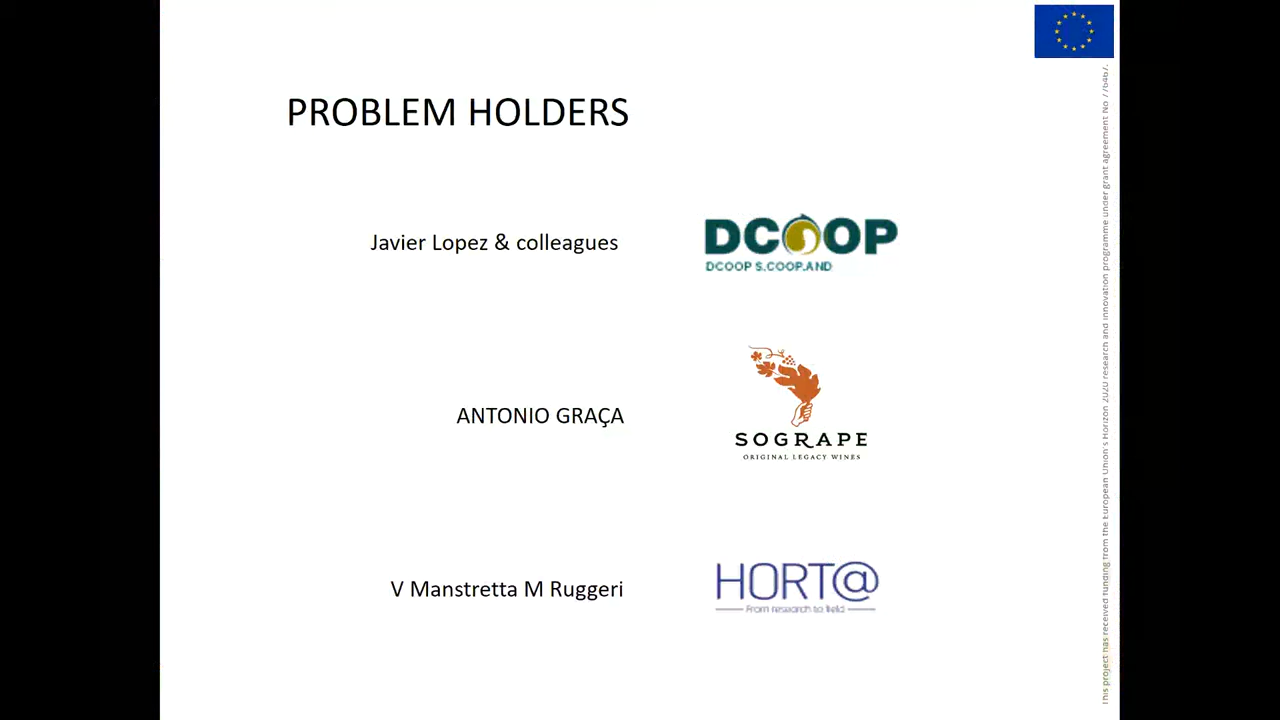 PROBLEM HOLDERS
Javier Lopez & colleagues
DCOOP
DCOOP S.COOP.AND
ANTONIO GRAÇA
SOGRAPE
ORIGINAL LEGACY WINES
V Manstretta M Ruggeri
HORT@
From research to field
This project has received funding from the European Union's Horizon 2020 research and innovation programme under grant agreement No